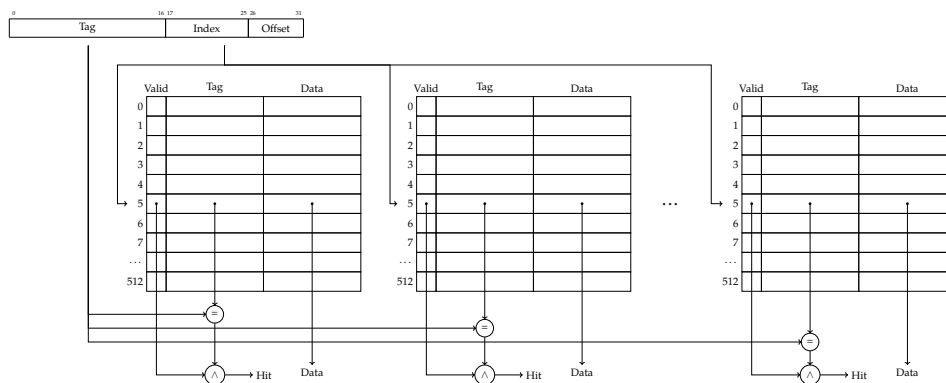 0 16 17 25 26 31
Tag Index Offset
Valid Tag Data Valid Tag Data Valid Tag Data
0 0 0
1 1 1
2 2 2
3 3 3
4 4 4
5 5 ... 5
6 6 6
7 7 7
... ... ...
512 512 512
=
=
=
∧ Hit Data ∧ Hit Data ∧ Hit Data